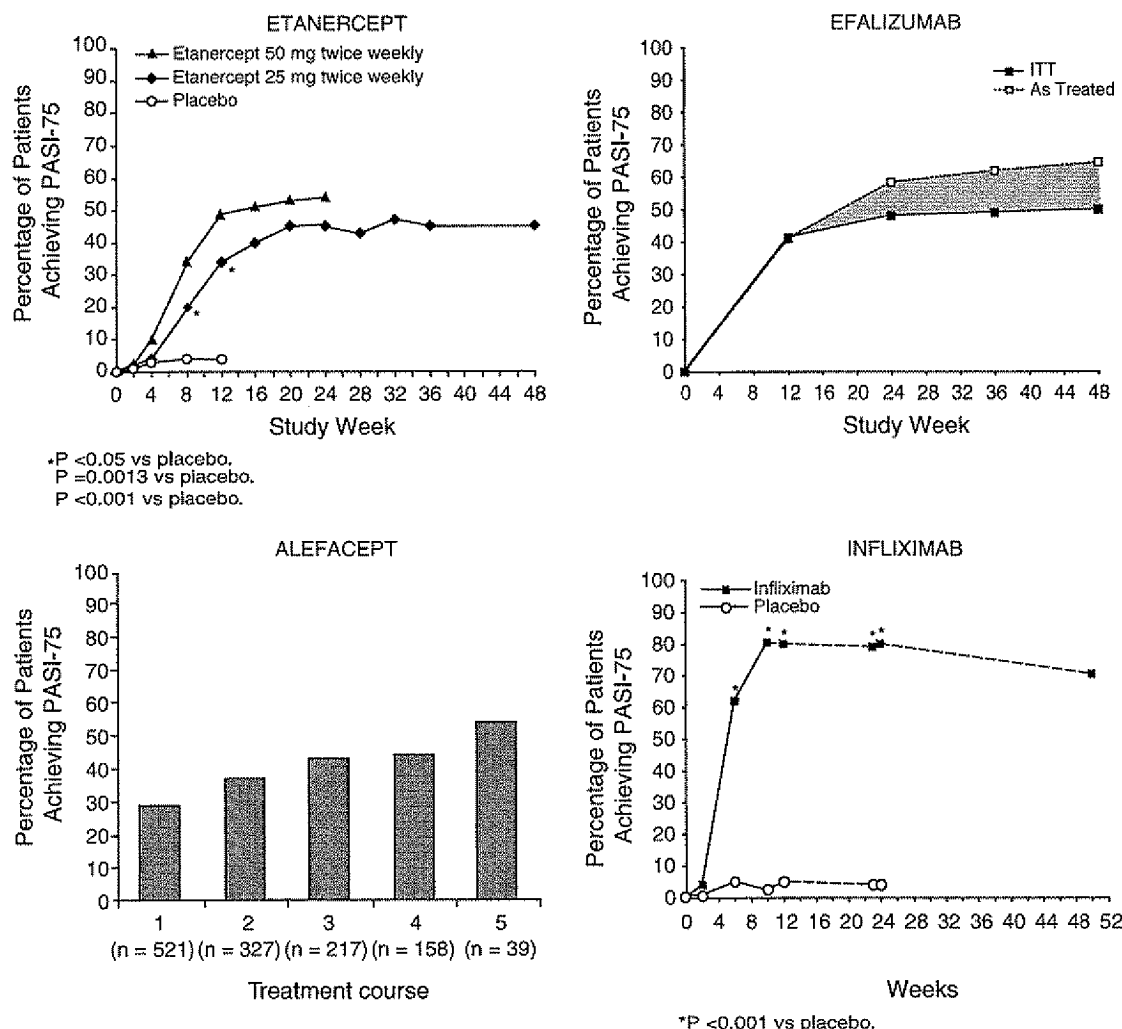 ETANERCEPT
Percentage of Patients
Achieving PASI-75
100
90
80
70
60
50
40
30
20
10
0
Etanercept 50 mg twice weekly
Etanercept 25 mg twice weekly
Placebo
*
*
0 4 8 12 16 20 24 28 32 36 40 44 48
Study Week
*P <0.05 vs placebo.
P =0.0013 vs placebo.
P <0.001 vs placebo.
EFALIZUMAB
Percentage of Patients
Achieving PASI-75
100
90
80
70
60
50
40
30
20
10
0
ITT
As Treated
0 4 8 12 16 20 24 28 32 36 40 44 48
Study Week
ALEFACEPT
Percentage of Patients
Achieving PASI-75
100
90
80
70
60
50
40
30
20
10
0
1 2 3 4 5
(n = 521) (n = 327) (n = 217) (n = 158) (n = 39)
Treatment course
INFLIXIMAB
Percentage of Patients
Achieving PASI-75
100
90
80
70
60
50
40
30
20
10
0
Infliximab
Placebo
* * * *
*
0 4 8 12 16 20 24 28 32 36 40 44 48 52
Weeks
*P <0.001 vs placebo.